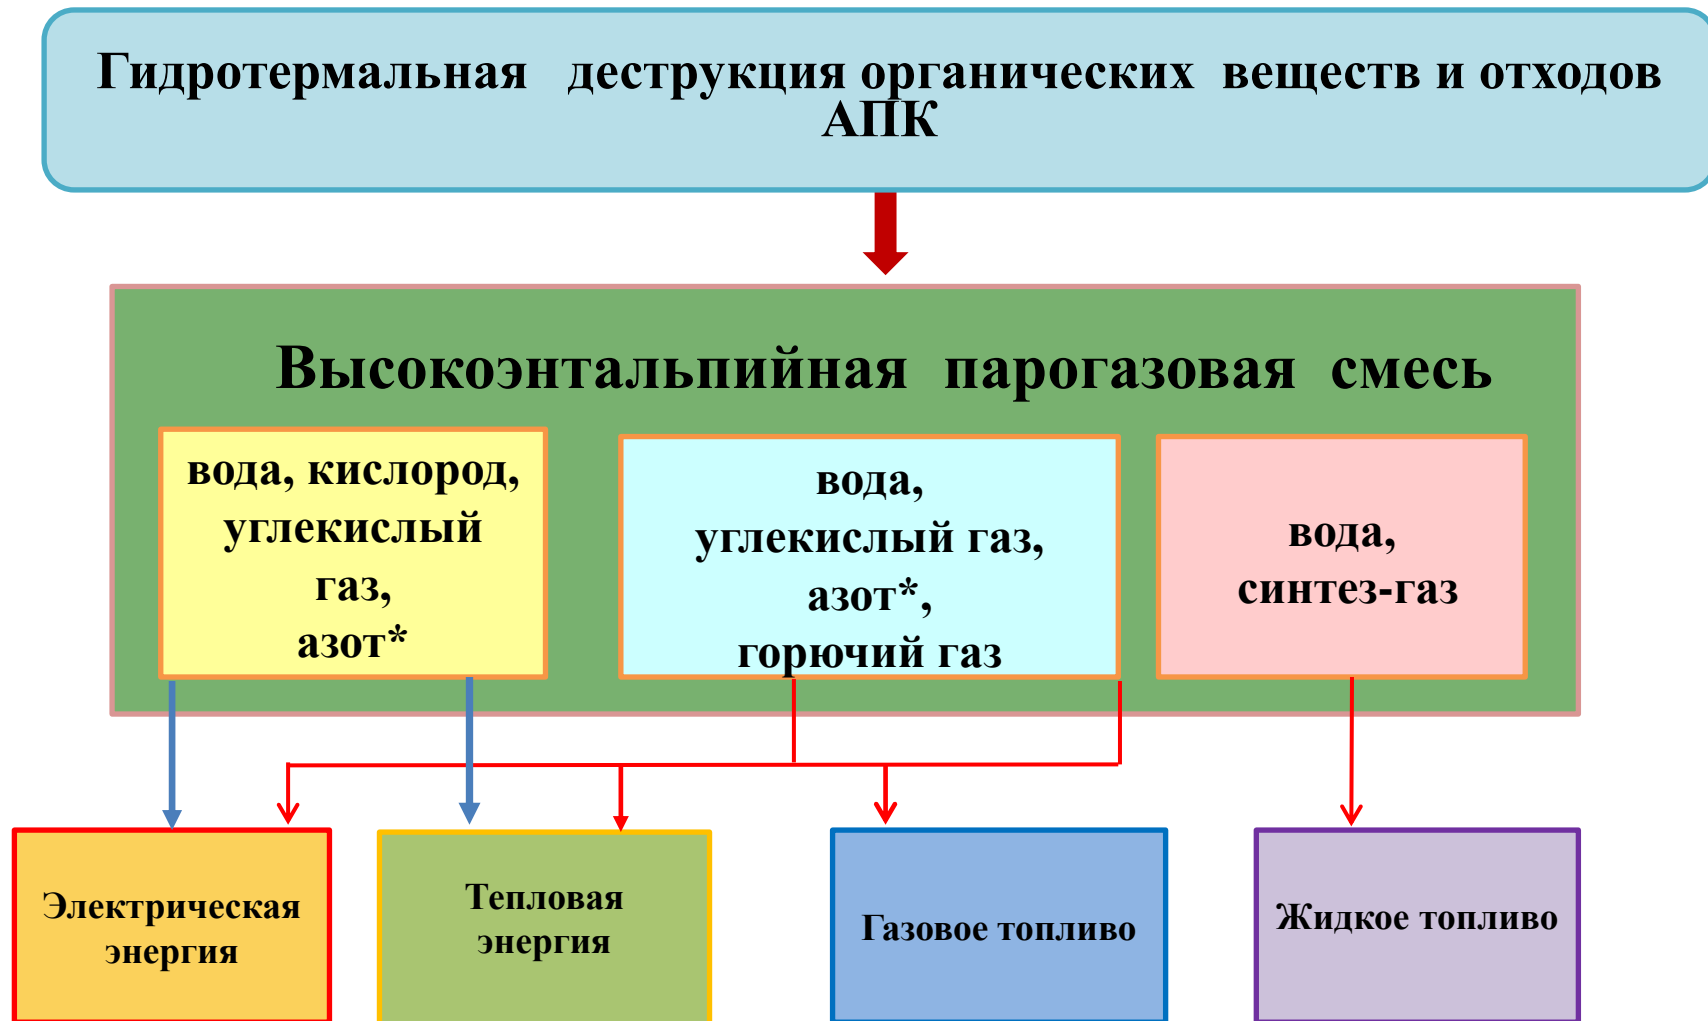 Гидротермальная деструкция органических веществ и отходов
АПК
Высокоэнтальпийная парогазовая смесь
вода, кислород,
углекислый
газ,
азот*
вода,
углекислый газ,
азот*,
горючий газ
вода,
синтез-газ
Электрическая
энергия
Тепловая
энергия
Газовое топливо
Жидкое топливо